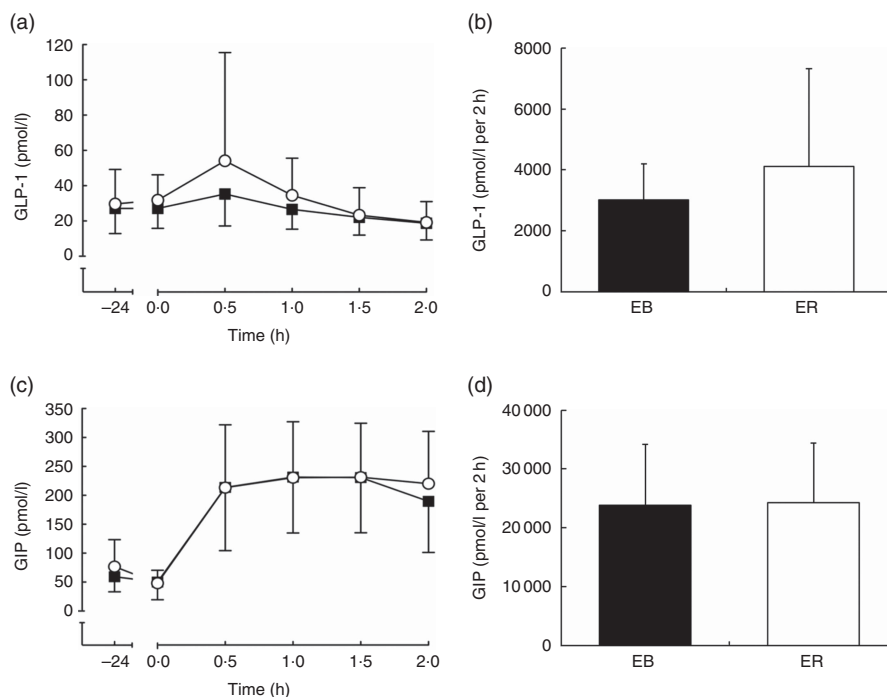 (a)
120
100
80
60
40
20
0
GLP-1 (pmol/l)
–24 0·0 0·5 1·0 1·5 2·0
Time (h)
(b)
8000
6000
4000
2000
0
GLP-1 (pmol/l per 2 h)
EB ER
(c)
350
300
250
200
150
100
50
0
GIP (pmol/l)
–24 0·0 0·5 1·0 1·5 2·0
Time (h)
(d)
40 000
30 000
20 000
10 000
0
GIP (pmol/l per 2 h)
EB ER